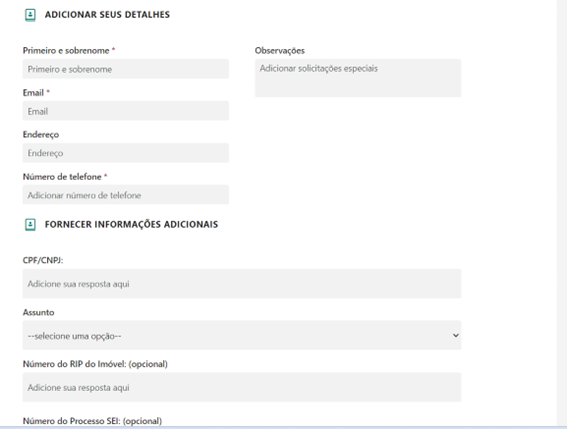 ADICIONAR SEUS DETALHES
Primeiro e sobrenome *
Primeiro e sobrenome
Email *
Email
Endereço
Endereço
Número de telefone *
Adicionar número de telefone
Observações
Adicionar solicitações especiais
FORNECER INFORMAÇÕES ADICIONAIS
CPF/CNPJ:
Adicione sua resposta aqui
Assunto
--selecione uma opção--
Número do RIP do Imóvel: (opcional)
Adicione sua resposta aqui
Número do Processo SEI: (opcional)